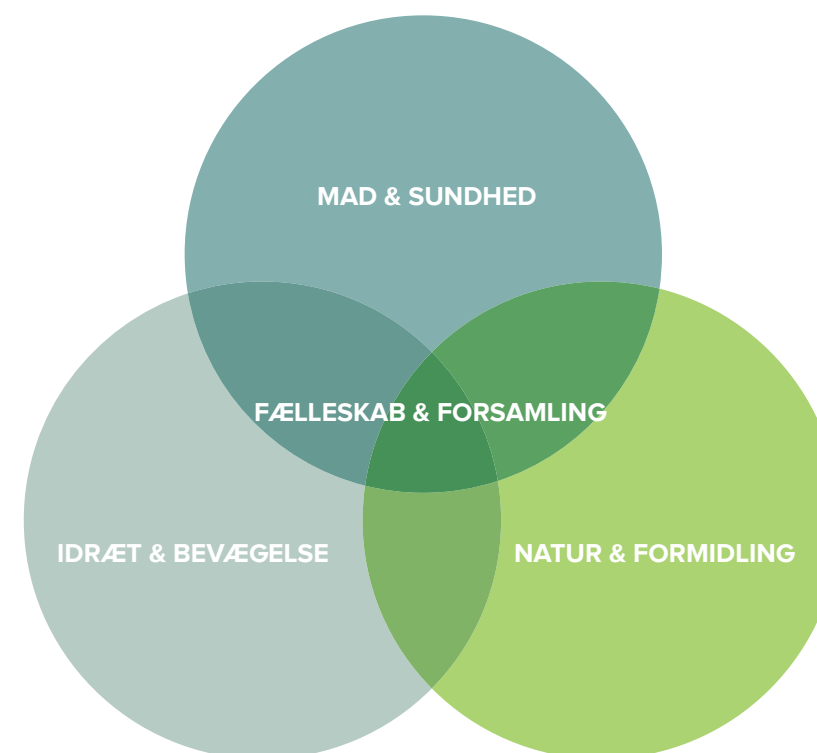 MAD & SUNDHED
FÆLLESKAB & FORSAMLING
IDRÆT & BEVÆGELSE
NATUR & FORMIDLING